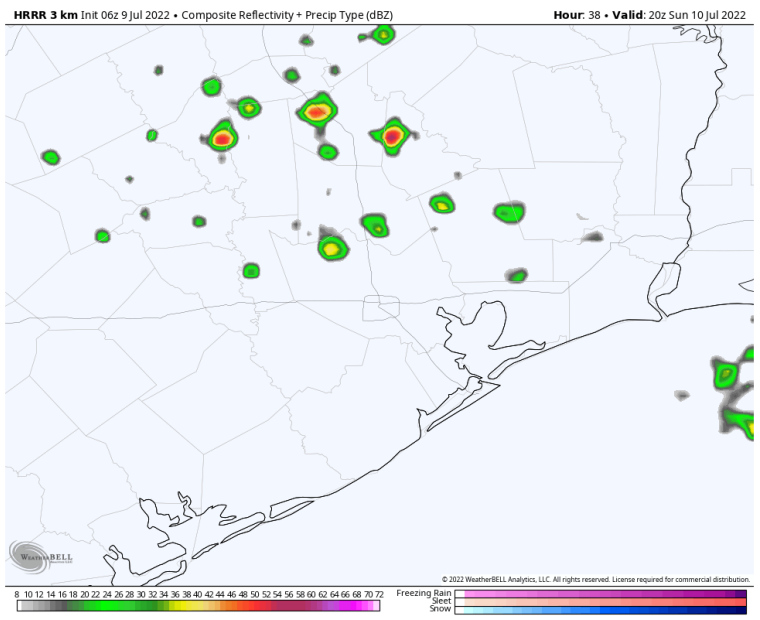 HRRR 3 km Init 06z 9 Jul 2022 • Composite Reflectivity + Precip Type (dBZ) Hour: 38 • Valid: 20z Sun 10 Jul 2022
WEATHERBELL
© 2022 WeatherBELL Analytics, LLC. All rights reserved. License required for commercial distribution.
8 10 12 14 16 18 20 22 24 26 28 30 32 34 36 38 40 42 44 46 48 50 52 54 56 58 60 62 64 66 68 70 72
Freezing Rain
Sleet
Snow